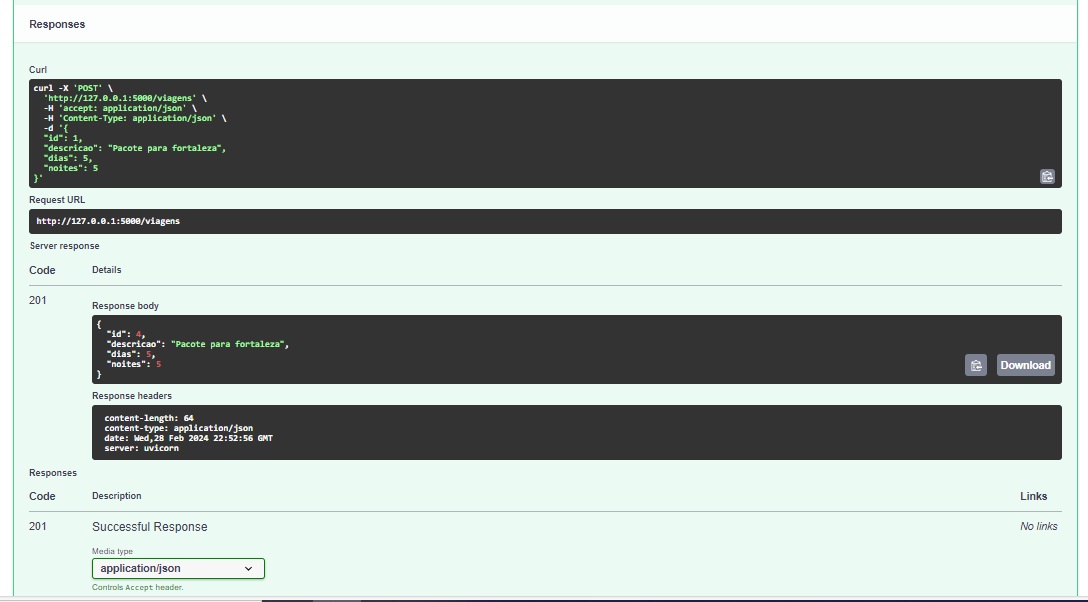 Responses
Curl
curl -X 'POST' \
'http://127.0.0.1:5000/viagens' \
-H 'accept: application/json' \
-H 'Content-Type: application/json' \
-d '{
"id": 1,
"descricao": "Pacote para fortaleza",
"dias": 5,
"noites": 5
}'
Request URL
http://127.0.0.1:5000/viagens
Server response
Code Details
201
Response body
{
"id": 4,
"descricao": "Pacote para fortaleza",
"dias": 5,
"noites": 5
}
Download
Response headers
content-length: 64
content-type: application/json
date: Wed,28 Feb 2024 22:52:56 GMT
server: uvicorn
Responses
Code Description Links
201 Successful Response No links
Media type
application/json
Controls Accept header.